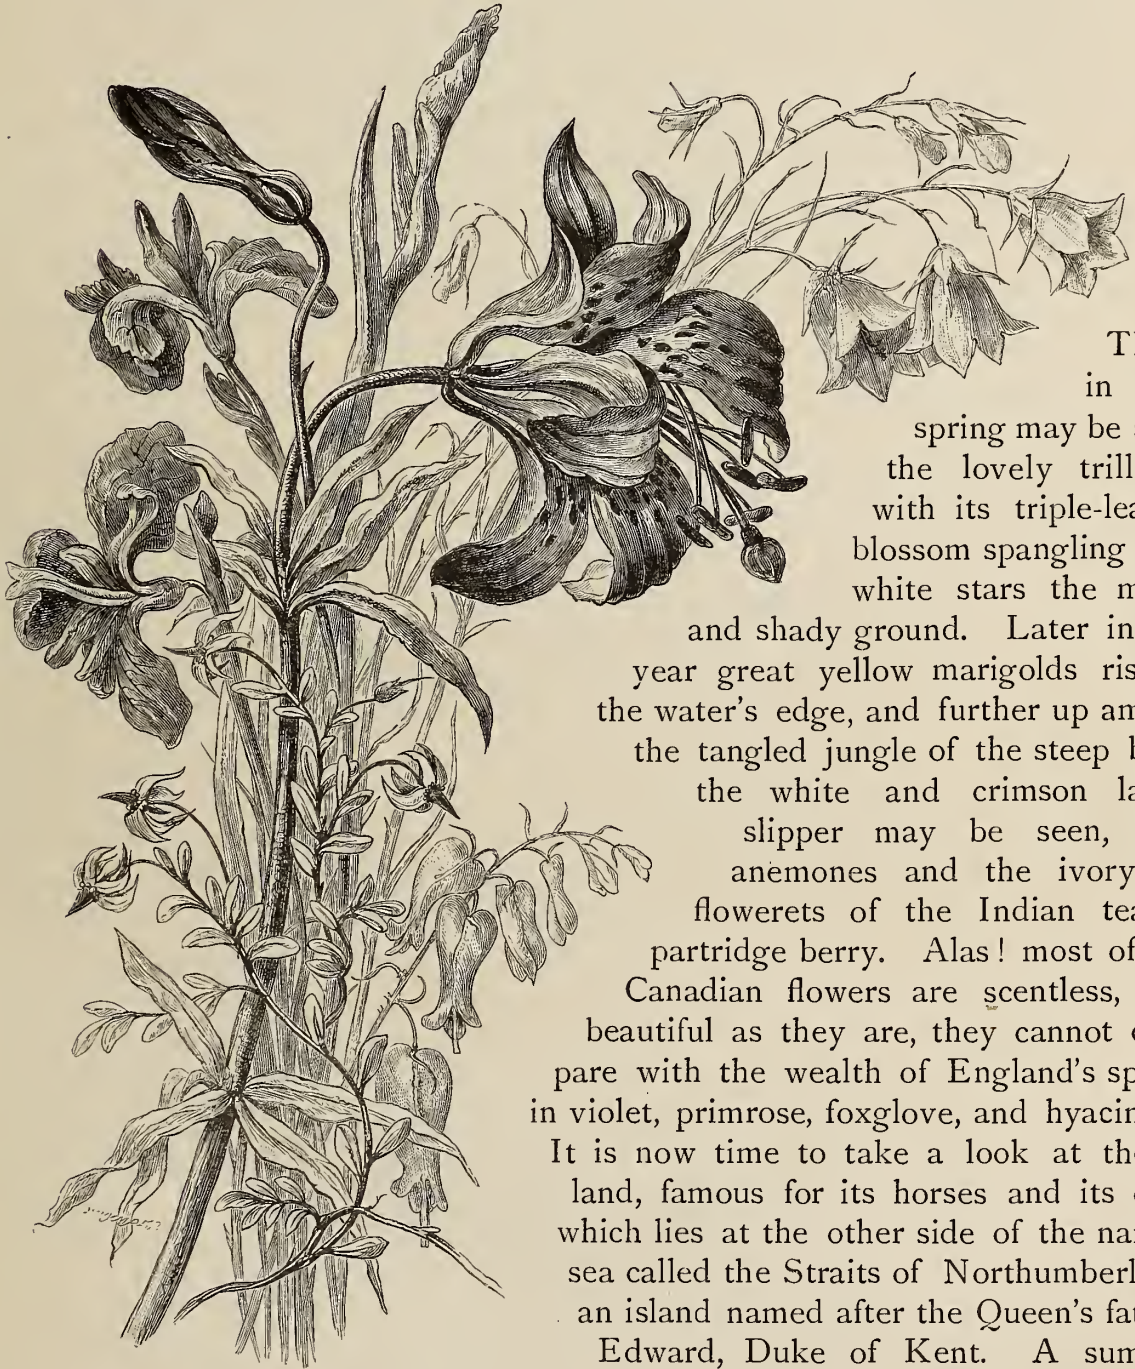 T
in
spring may be
the lovely trill
with its triple-lea
blossom spangling
white stars the m
and shady ground. Later in
year great yellow marigolds ris
the water's edge, and further up am
the tangled jungle of the steep b
the white and crimson la
slipper may be seen,
anemones and the ivory
flowerets of the Indian tea
partridge berry. Alas! most of
Canadian flowers are scentless,
beautiful as they are, they cannot c
pare with the wealth of England's sp
in violet, primrose, foxglove, and hyacin
It is now time to take a look at th
land, famous for its horses and its
which lies at the other side of the nar
sea called the Straits of Northumberl
an island named after the Queen's fat
Edward, Duke of Kent. A sum